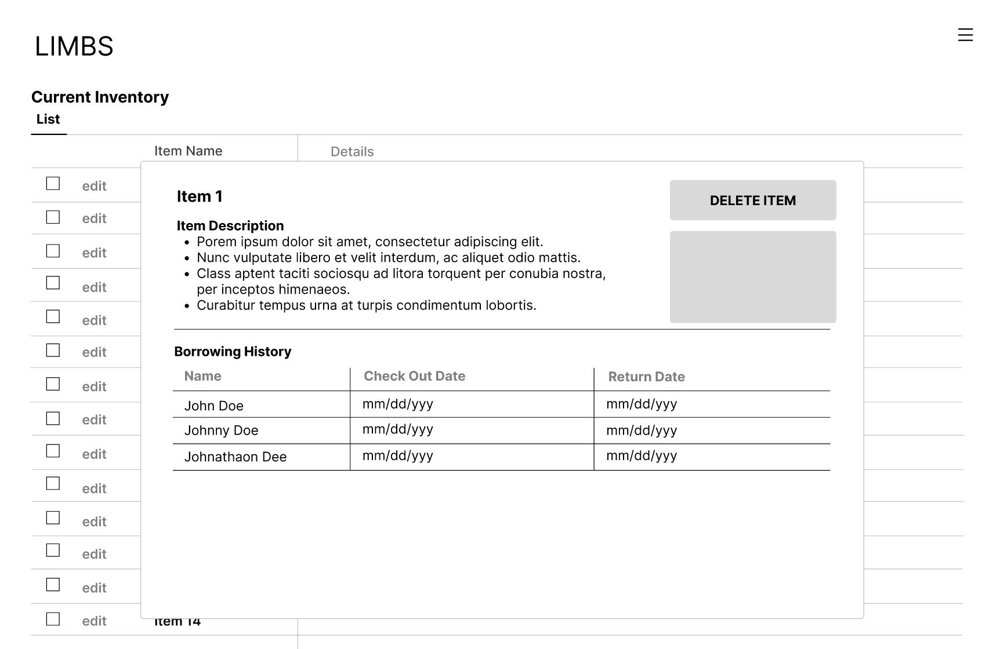 LIMBS
Current Inventory
List
Item Name Details
edit
edit
edit
edit
edit
edit
edit
edit
edit
edit
edit
edit
edit
edit Item 14
Item 1
DELETE ITEM
Item Description
• Porem ipsum dolor sit amet, consectetur adipiscing elit.
• Nunc vulputate libero et velit interdum, ac aliquet odio mattis.
• Class aptent taciti sociosqu ad litora torquent per conubia nostra,
per inceptos himenaeos.
• Curabitur tempus urna at turpis condimentum lobortis.
Borrowing History
Name Check Out Date Return Date
John Doe mm/dd/yyy mm/dd/yyy
Johnny Doe mm/dd/yyy mm/dd/yyy
Johnathaon Dee mm/dd/yyy mm/dd/yyy